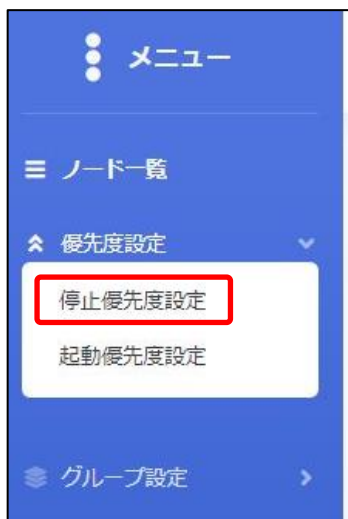 メニュー
ノード一覧
優先度設定
停止優先度設定
起動優先度設定
グループ設定